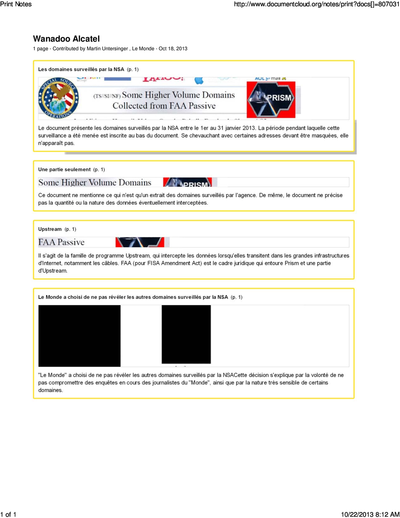 Print Notes http://www.documentcloud.org/notes/print?docs[]=807031
Wanadoo Alcatel
1 page - Contributed by Martin Untersinger , Le Monde - Oct 18, 2013
Les domaines surveillés par la NSA (p. 1)
(TS//SI//NF) Some Higher Volume Domains
Collected from FAA Passive
PRISM
Le document présente les domaines surveillés par la NSA entre le 1er au 31 janvier 2013. La période pendant laquelle cette
surveillance a été menée est inscrite au bas du document. Se chevauchant avec certaines adresses devant être masquées, elle
n'apparaît pas.
Une partie seulement (p. 1)
Some Higher Volume Domains
PRISM
Ce document ne mentionne ce qui n'est qu'un extrait des domaines surveillés par l'agence. De même, le document ne précise
pas la quantité ou la nature des données éventuellement interceptées.
Upstream (p. 1)
FAA Passive
Il s'agit de la famille de programme Upstream, qui intercepte les données lorsqu'elles transitent dans les grandes infrastructures
d'Internet, notamment les câbles. FAA (pour FISA Amendment Act) est le cadre juridique qui entoure Prism et une partie
d'Upstream.
Le Monde a choisi de ne pas révéler les autres domaines surveillés par la NSA (p. 1)
"Le Monde" a choisi de ne pas révéler les autres domaines surveillés par la NSACette décision s'explique par la volonté de ne
pas compromettre des enquêtes en cours des journalistes du "Monde", ainsi que par la nature très sensible de certains
domaines.
1 of 1 10/22/2013 8:12 AM